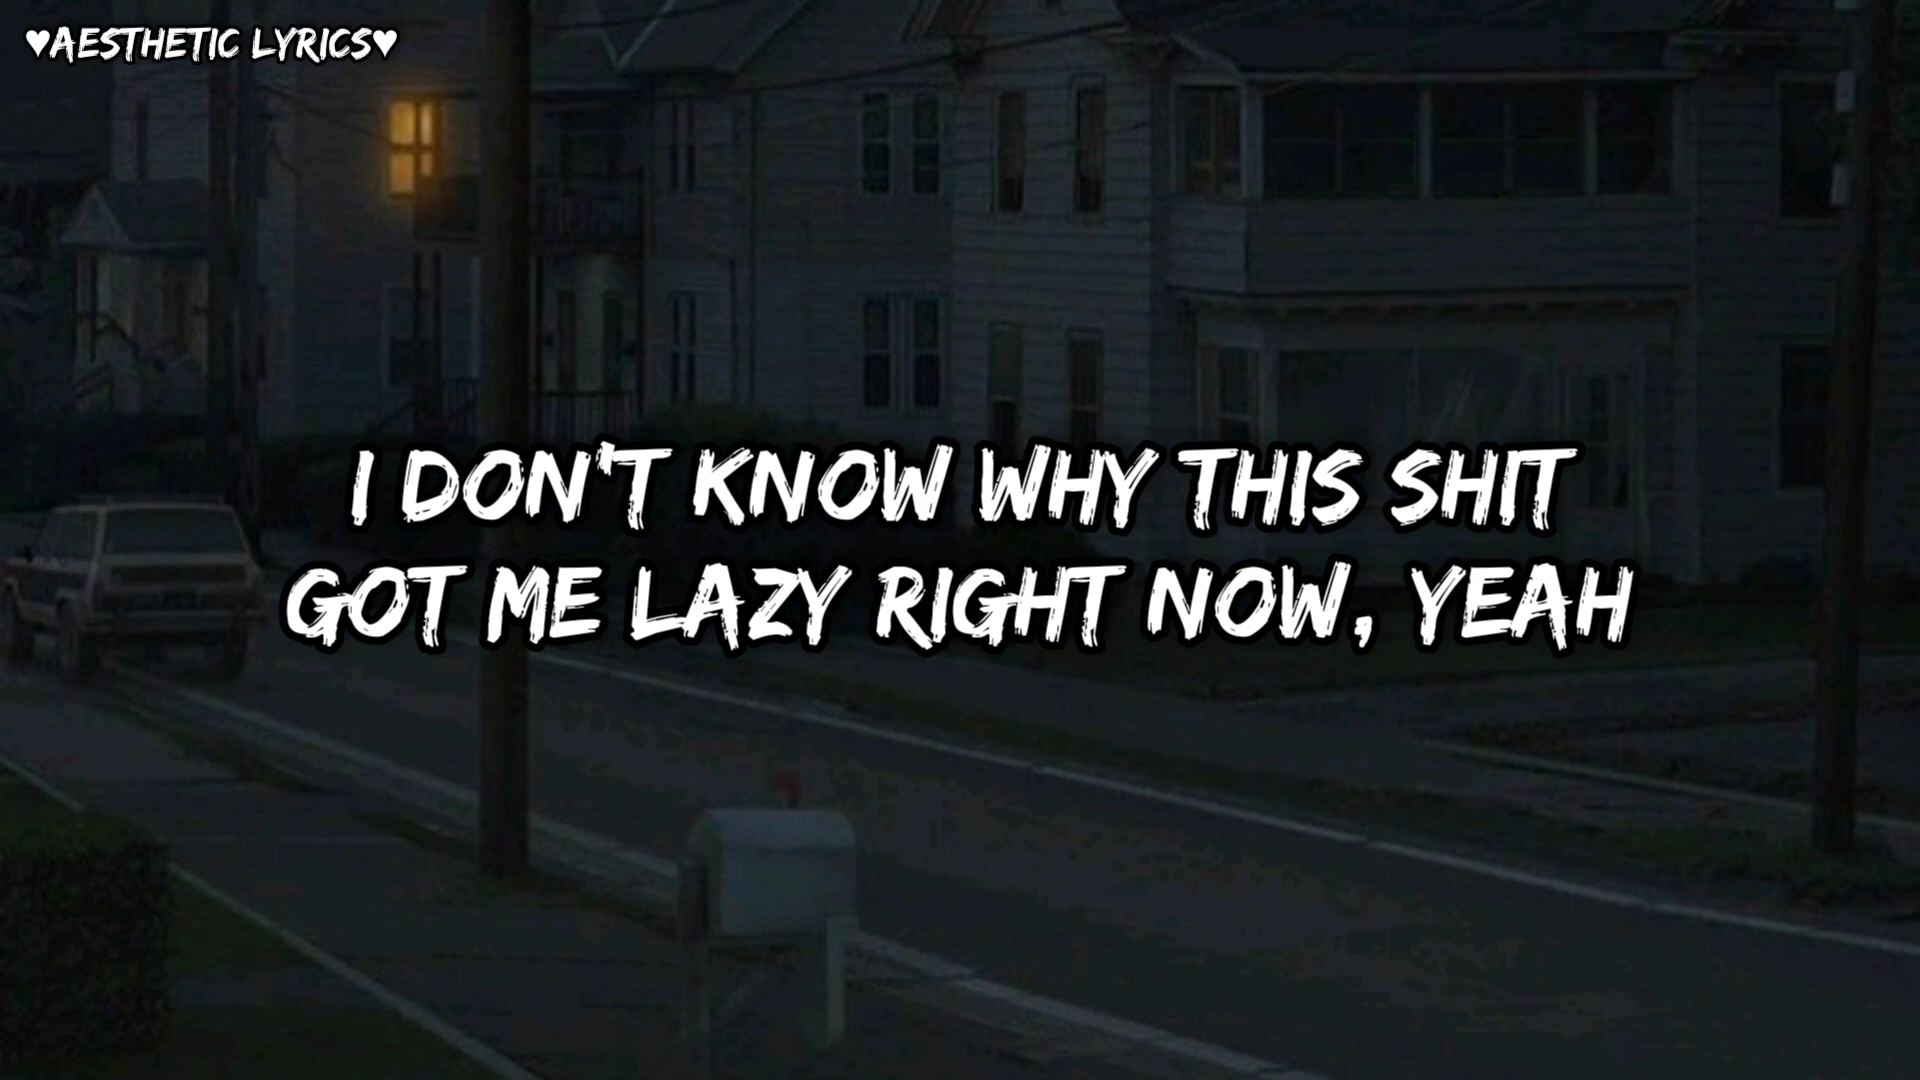 ♥AESTHETIC LYRICS♥
I DON'T KNOW WHY THIS SHIT
GOT ME LAZY RIGHT NOW, YEAH